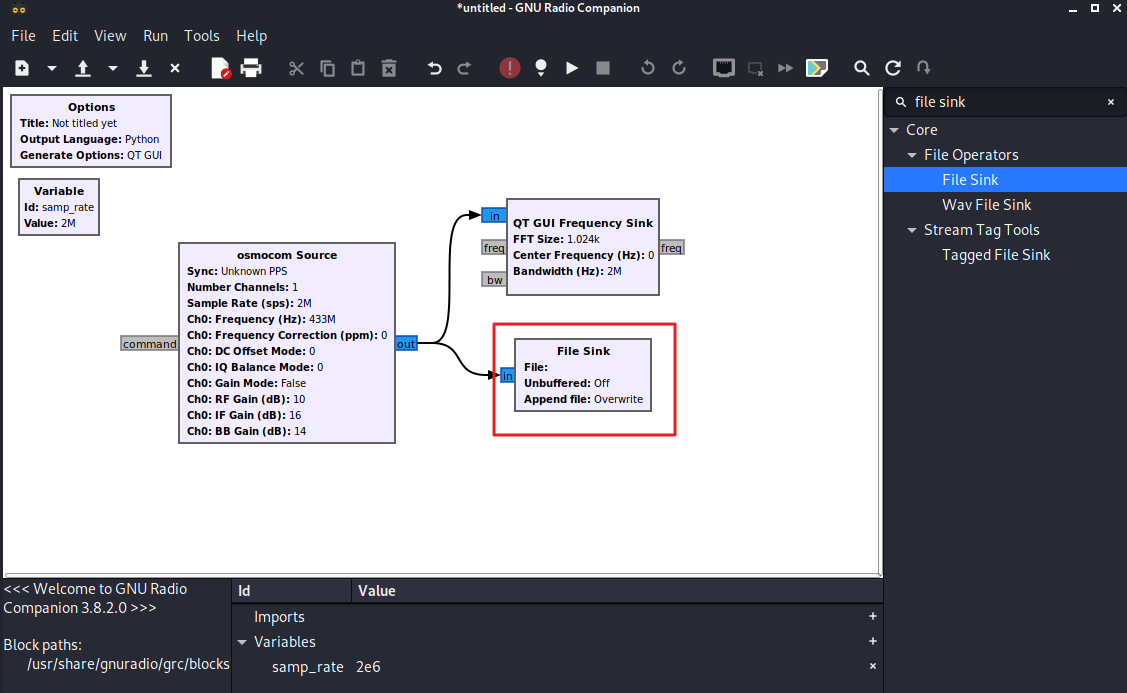 *untitled - GNU Radio Companion
File Edit View Run Tools Help
Options
Title: Not titled yet
Output Language: Python
Generate Options: QT GUI
Variable
Id: samp_rate
Value: 2M
osmocom Source
Sync: Unknown PPS
Number Channels: 1
Sample Rate (sps): 2M
Ch0: Frequency (Hz): 433M
Ch0: Frequency Correction (ppm): 0
Ch0: DC Offset Mode: 0
Ch0: IQ Balance Mode: 0
Ch0: Gain Mode: False
Ch0: RF Gain (dB): 10
Ch0: IF Gain (dB): 16
Ch0: BB Gain (dB): 14
command
out
in
freq
bw
QT GUI Frequency Sink
FFT Size: 1.024k
Center Frequency (Hz): 0
Bandwidth (Hz): 2M
freq
in
File Sink
File:
Unbuffered: Off
Append file: Overwrite
file sink
Core
File Operators
File Sink
Wav File Sink
Stream Tag Tools
Tagged File Sink
<<< Welcome to GNU Radio
Companion 3.8.2.0 >>>
Block paths:
/usr/share/gnuradio/grc/blocks
Id Value
Imports
Variables
samp_rate 2e6